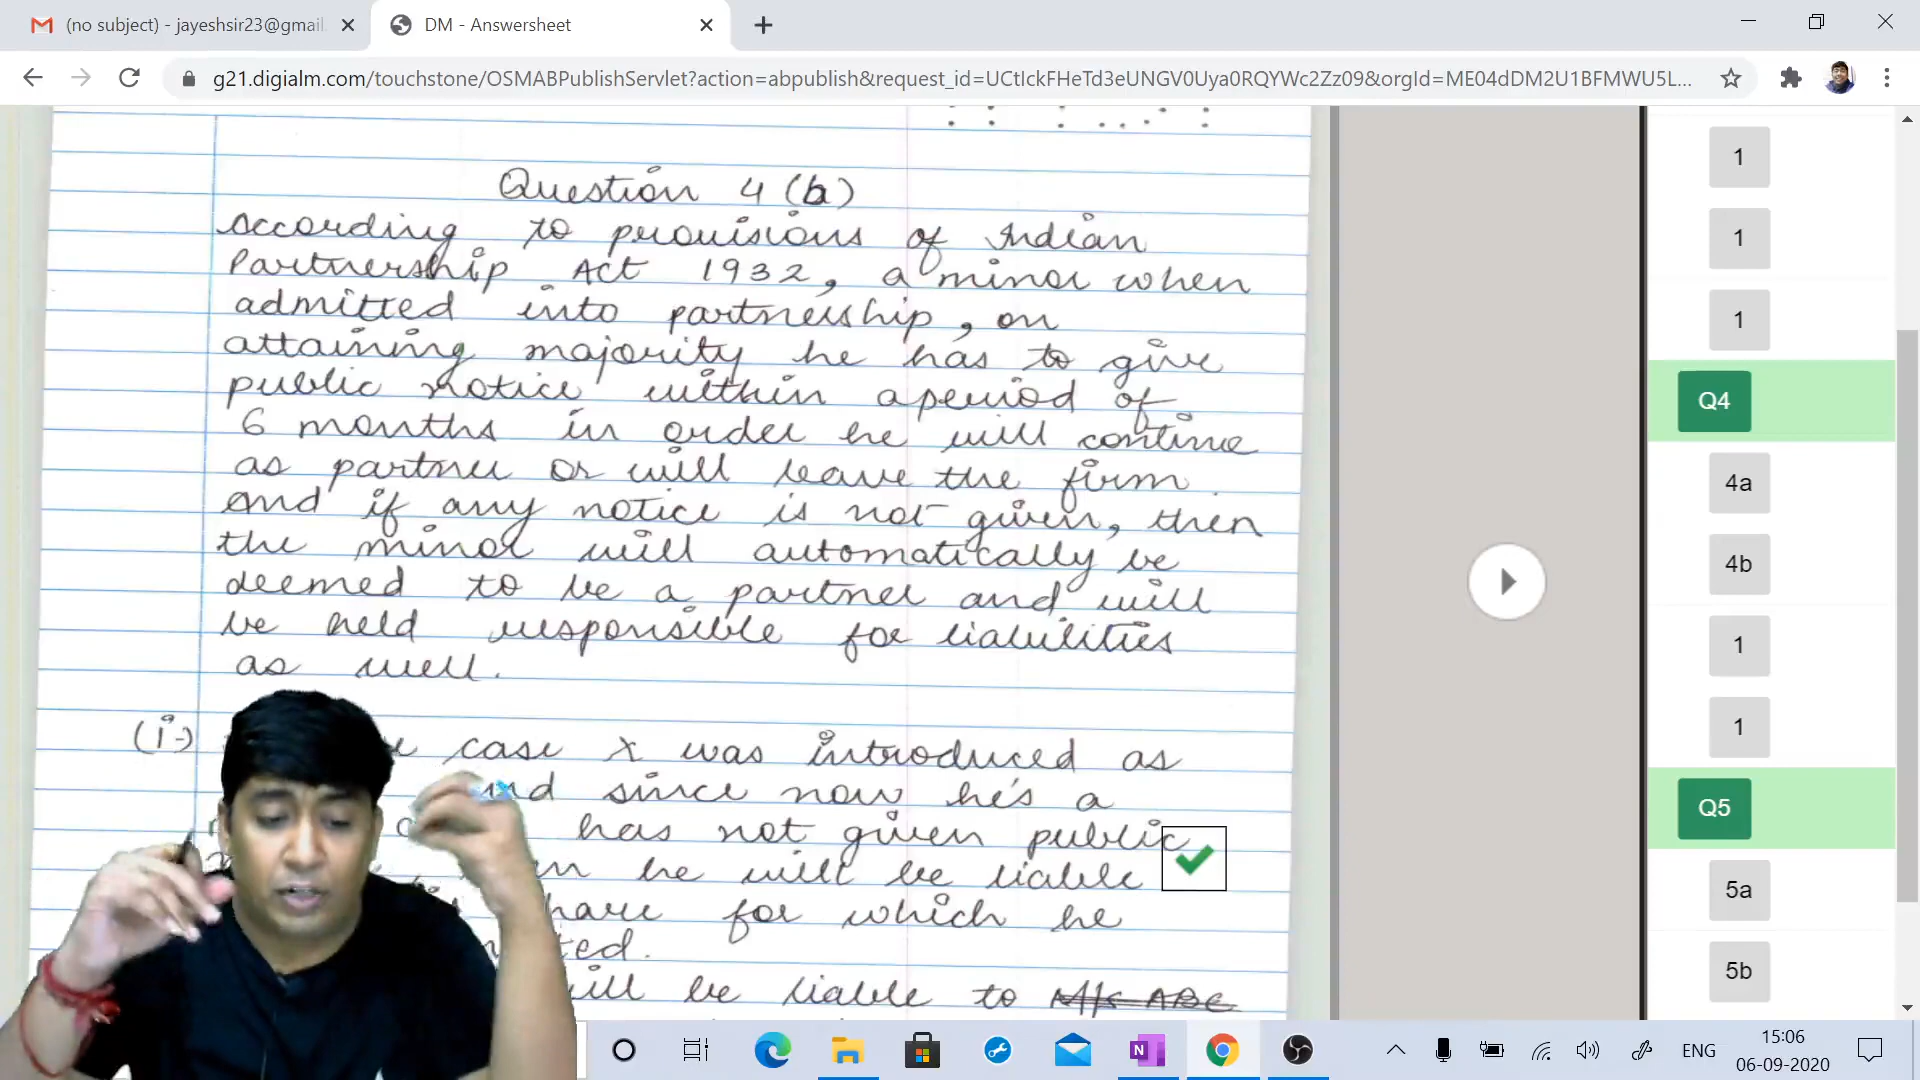 (no subject) - jayeshsir23@gmail.
DM - Answersheet
g21.digialm.com/touchstone/OSMABPublishServlet?action=abpublish&request_id=UCtIckFHeTd3eUNGV0Uya0RQYWc2Zz09&orgId=ME04dDM2U1BFMWU5L...
Question 4 (b)
According to provisions of Indian
Partnership Act 1932, a minor when
admitted into partnership, on
attaining majority he has to give
public notice within a period of
6 months in order he will continue
as partner or will leave the firm.
and if any notice is not given, then
the minor will automatically be
deemed to be a partner and will
be held responsible for liabilities
as well.
(i) case X was introduced as
and since now he's a
has not given public
he will be liable
share for which he
will be liable to M/s ABC
1
1
1
Q4
4a
4b
1
1
Q5
5a
5b
ENG
15:06
06-09-2020